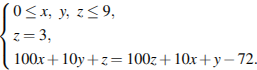 0 ≤ x, y, z ≤ 9,
z = 3,
100x + 10y + z = 100z + 10x + y − 72.